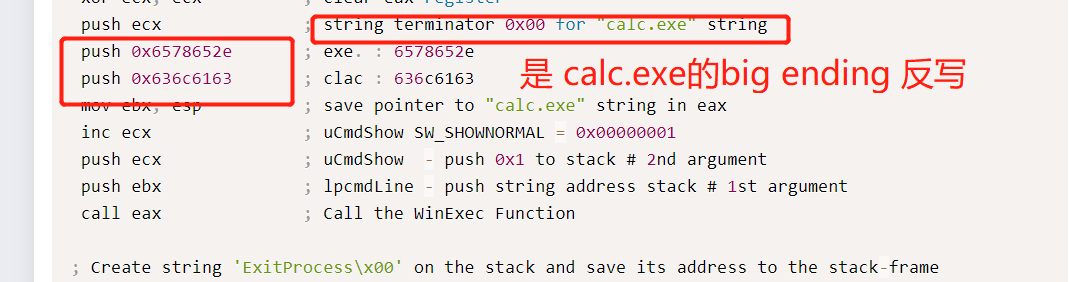 xor ecx, ecx ; clear eax register
push ecx ; string terminator 0x00 for "calc.exe" string
push 0x6578652e ; exe. : 6578652e
push 0x636c6163 ; clac : 636c6163
是 calc.exe的big ending 反写
mov ebx, esp ; save pointer to "calc.exe" string in eax
inc ecx ; uCmdShow SW_SHOWNORMAL = 0x00000001
push ecx ; uCmdShow - push 0x1 to stack # 2nd argument
push ebx ; lpcmdLine - push string address stack # 1st argument
call eax ; Call the WinExec Function
; Create string 'ExitProcess\x00' on the stack and save its address to the stack-frame